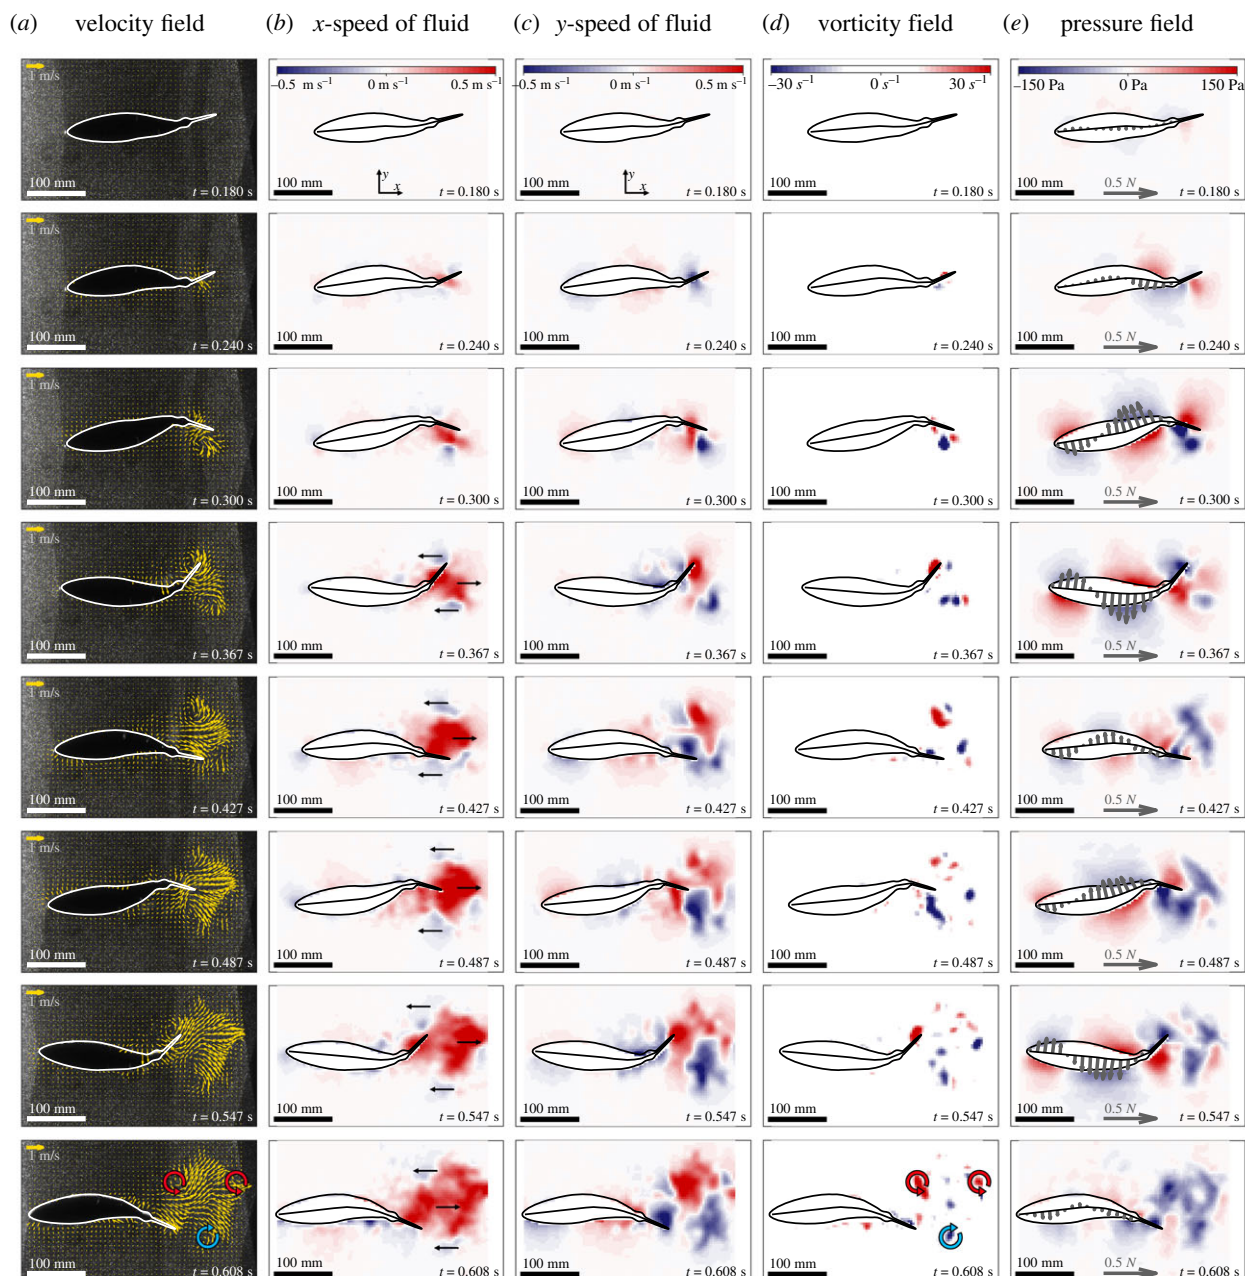 (a) velocity field (b) x-speed of fluid (c) y-speed of fluid (d) vorticity field (e) pressure field
1 m/s −0.5 m s⁻¹ 0 m s⁻¹ 0.5 m s⁻¹ −0.5 m s⁻¹ 0 m s⁻¹ 0.5 m s⁻¹ −30 s⁻¹ 0 s⁻¹ 30 s⁻¹ −150 Pa 0 Pa 150 Pa
y y
100 mm 100 mm x 100 mm x 100 mm 100 mm 0.5 N
t = 0.180 s t = 0.180 s t = 0.180 s t = 0.180 s t = 0.180 s
1 m/s
100 mm 100 mm 100 mm 100 mm 100 mm 0.5 N
t = 0.240 s t = 0.240 s t = 0.240 s t = 0.240 s t = 0.240 s
1 m/s
100 mm 100 mm 100 mm 100 mm 100 mm 0.5 N
t = 0.300 s t = 0.300 s t = 0.300 s t = 0.300 s t = 0.300 s
1 m/s
100 mm 100 mm 100 mm 100 mm 100 mm 0.5 N
t = 0.367 s t = 0.367 s t = 0.367 s t = 0.367 s t = 0.367 s
1 m/s
100 mm 100 mm 100 mm 100 mm 100 mm 0.5 N
t = 0.427 s t = 0.427 s t = 0.427 s t = 0.427 s t = 0.427 s
1 m/s
100 mm 100 mm 100 mm 100 mm 100 mm 0.5 N
t = 0.487 s t = 0.487 s t = 0.487 s t = 0.487 s t = 0.487 s
1 m/s
100 mm 100 mm 100 mm 100 mm 100 mm 0.5 N
t = 0.547 s t = 0.547 s t = 0.547 s t = 0.547 s t = 0.547 s
1 m/s
100 mm 100 mm 100 mm 100 mm 100 mm 0.5 N
t = 0.608 s t = 0.608 s t = 0.608 s t = 0.608 s t = 0.608 s